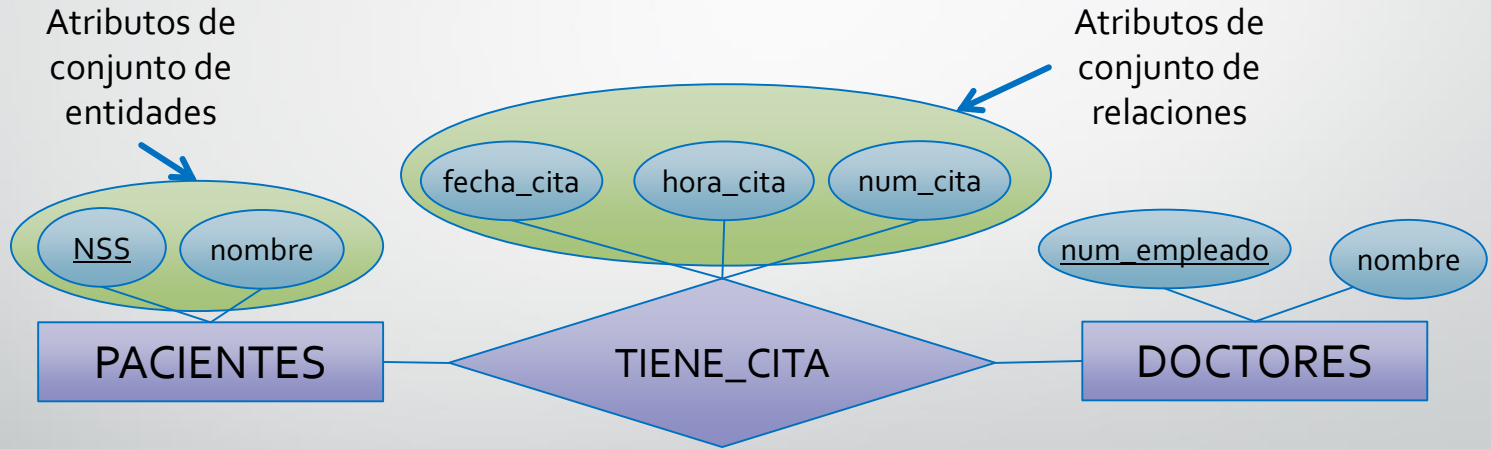 Atributos de
conjunto de
entidades
Atributos de
conjunto de
relaciones
fecha_cita
hora_cita
num_cita
NSS
nombre
num_empleado
nombre
PACIENTES
TIENE_CITA
DOCTORES